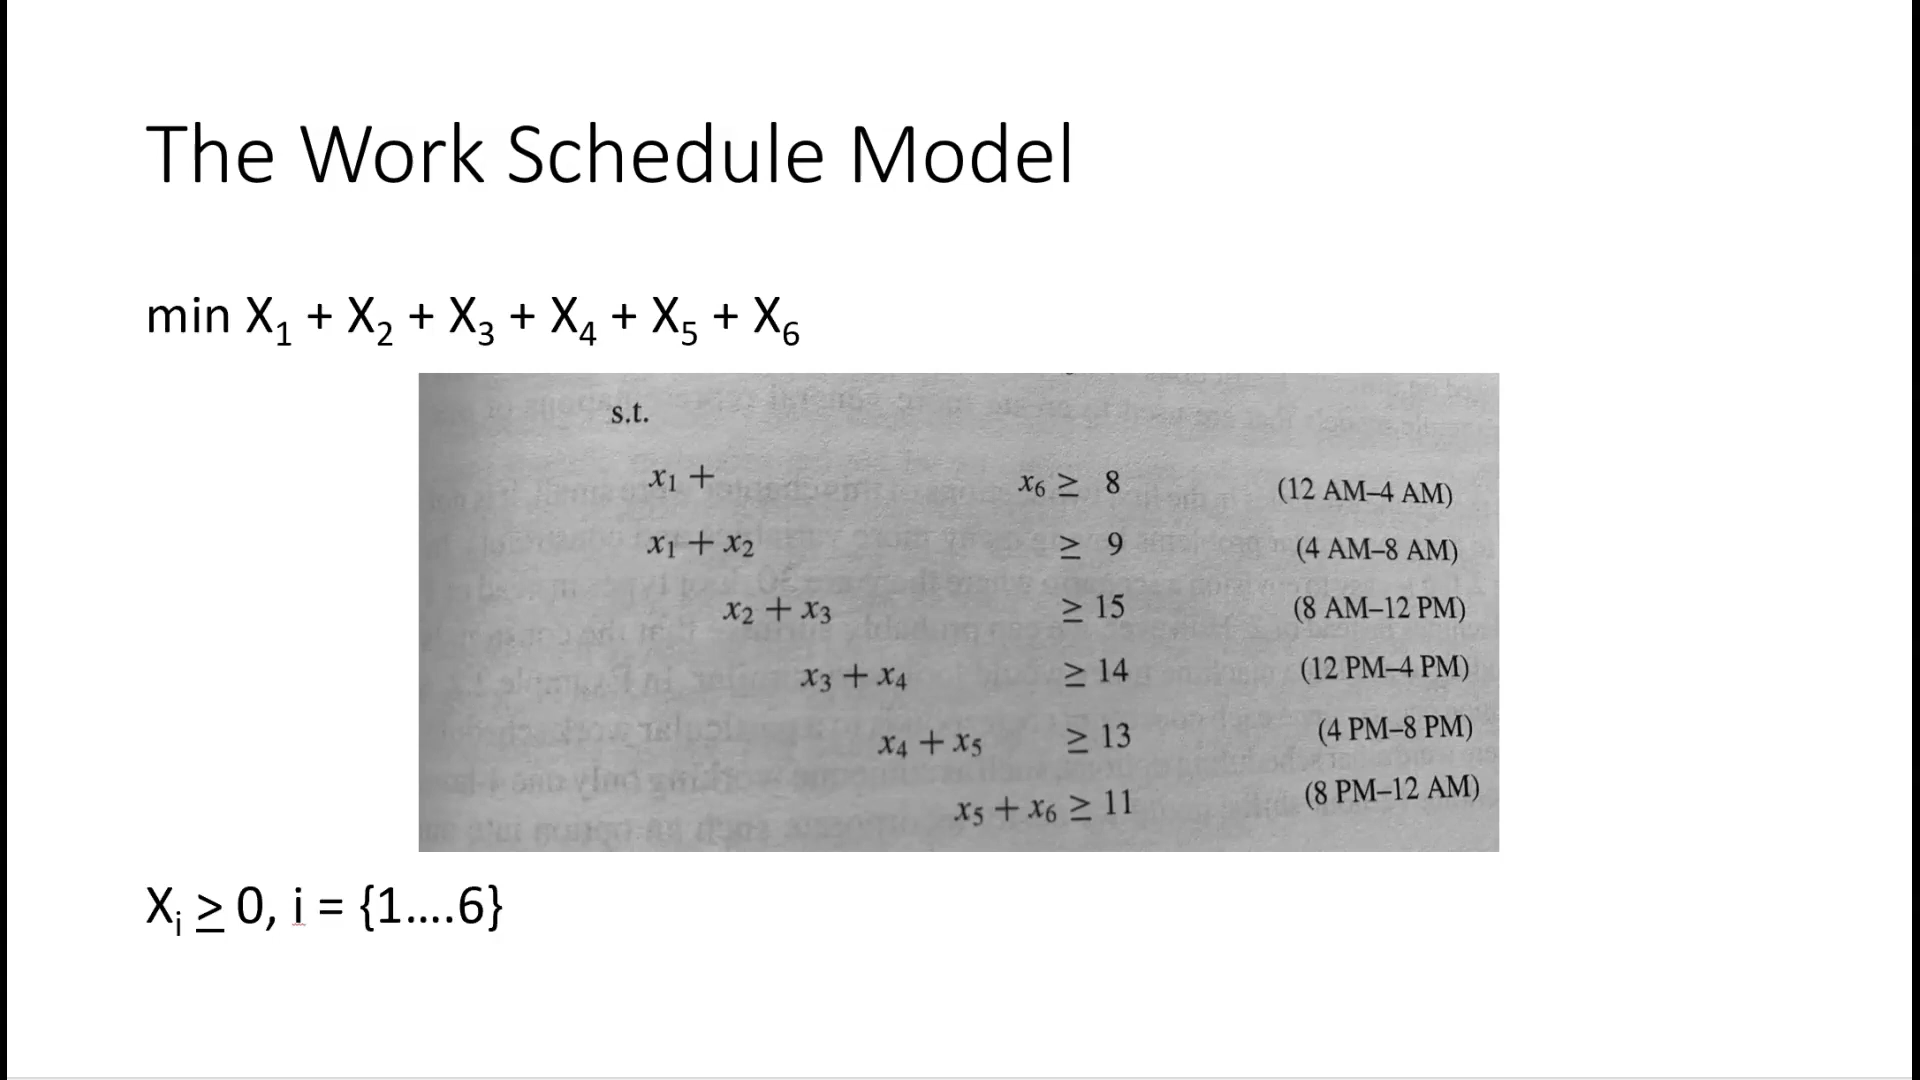 The Work Schedule Model
min X₁ + X₂ + X₃ + X₄ + X₅ + X₆
s.t.
x₁ + x₆ ≥ 8 (12 AM–4 AM)
x₁ + x₂ ≥ 9 (4 AM–8 AM)
x₂ + x₃ ≥ 15 (8 AM–12 PM)
x₃ + x₄ ≥ 14 (12 PM–4 PM)
x₄ + x₅ ≥ 13 (4 PM–8 PM)
x₅ + x₆ ≥ 11 (8 PM–12 AM)
Xᵢ ≥ 0, i = {1....6}